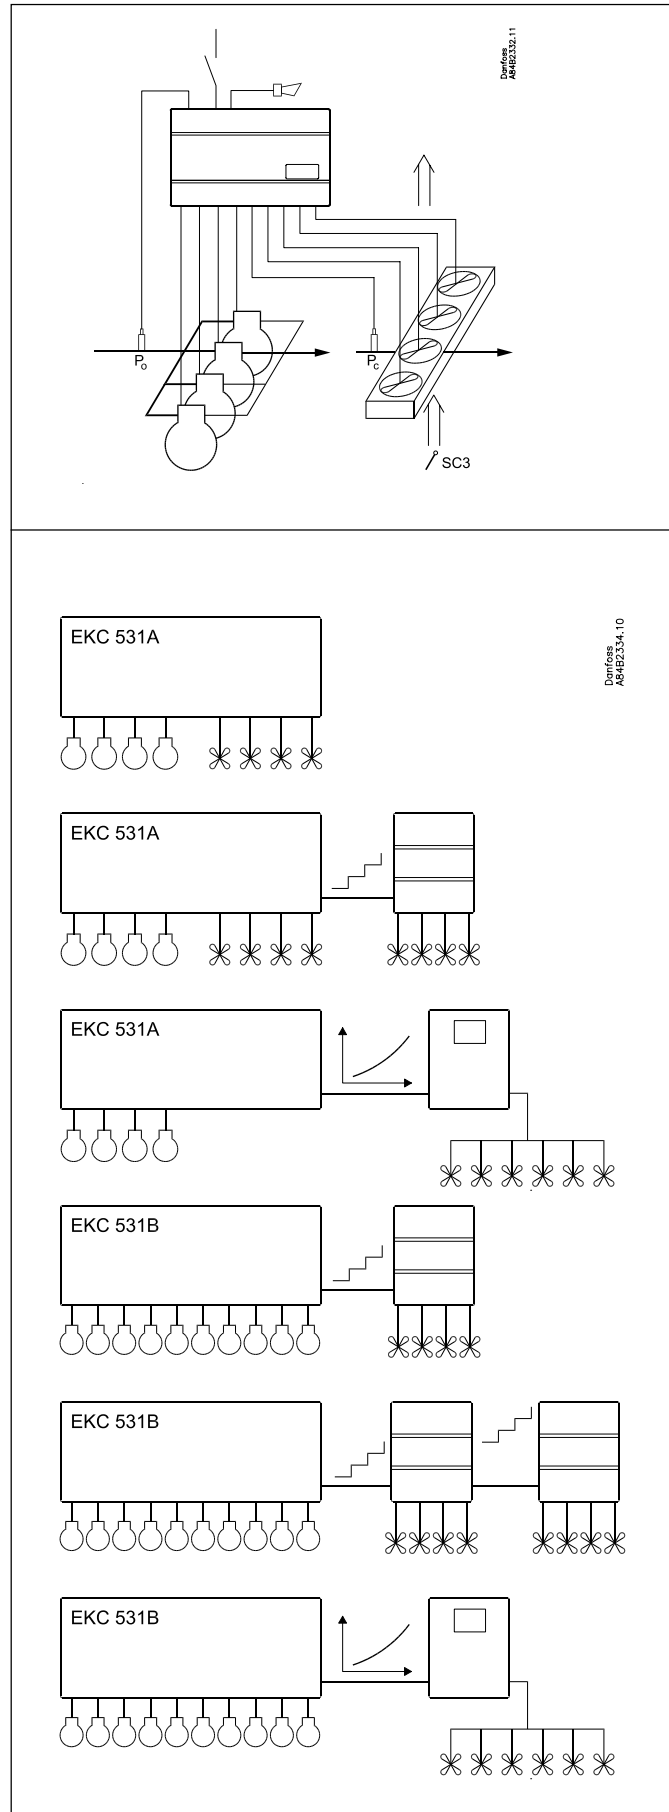 Danfoss
A84B2332.11
Po
Pc
SC3
EKC 531A
Danfoss
A84B2334.10
EKC 531A
EKC 531A
EKC 531B
EKC 531B
EKC 531B